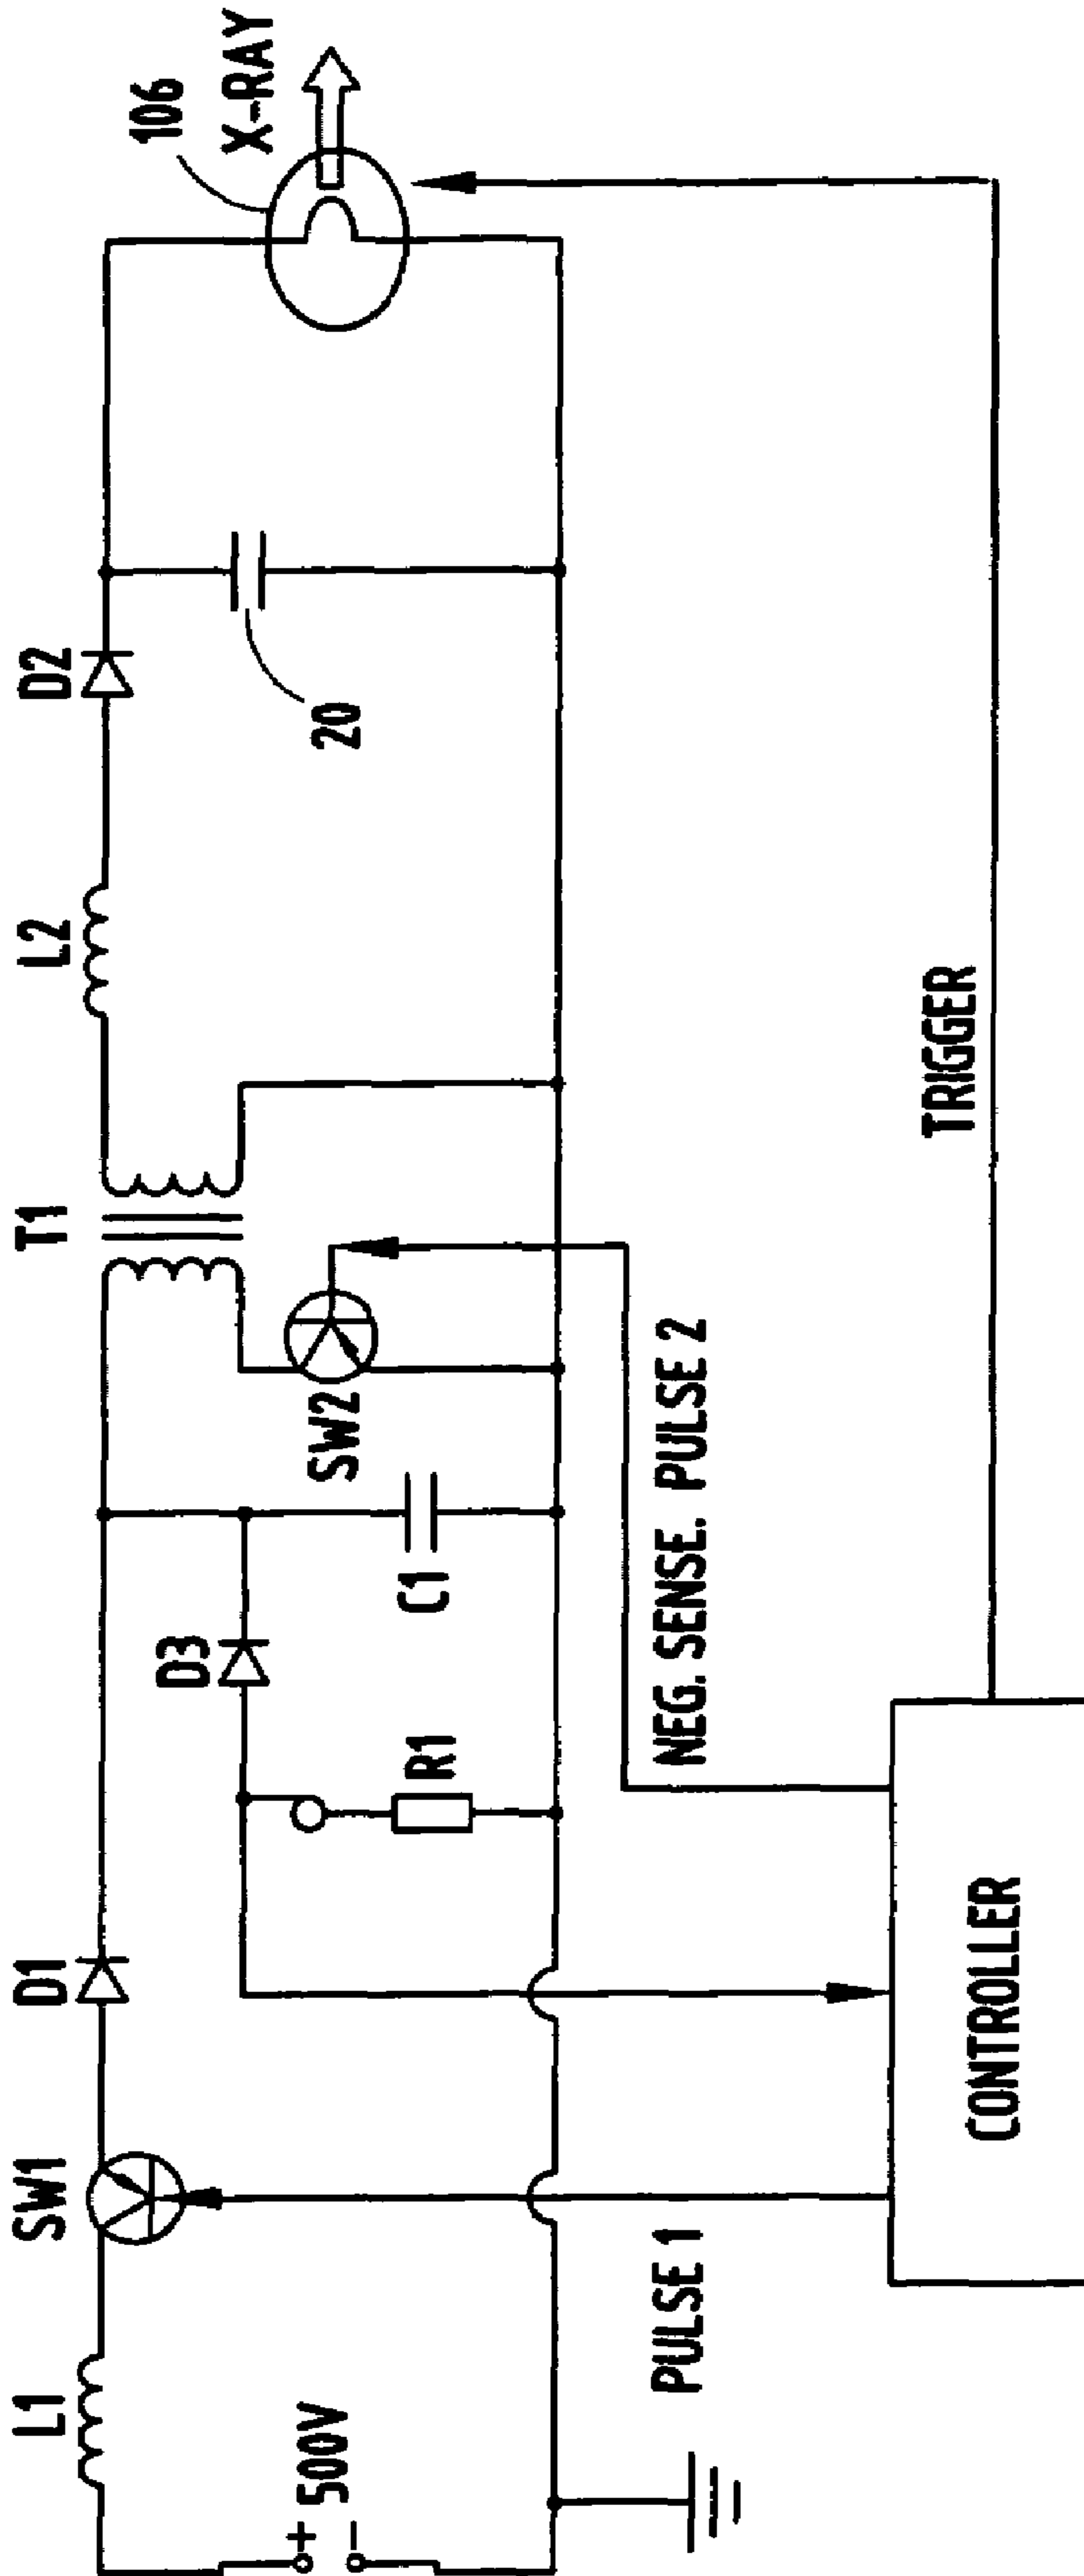 L1
SW1
D1
T1
L2
D2
106
X-RAY
+
500V
-
D3
R1
C1
SW2
20
PULSE 1
NEG. SENSE. PULSE 2
TRIGGER
CONTROLLER